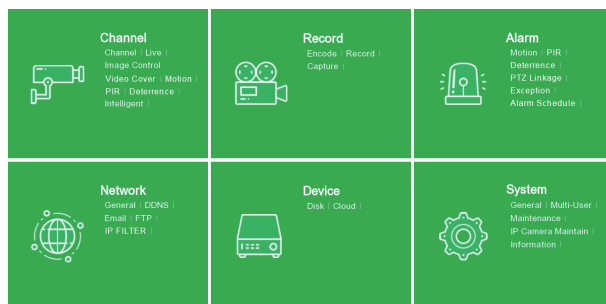 Channel
Channel | Live |
Image Control
Video Cover | Motion |
PIR | Deterrence |
Intelligent |
Record
Encode | Record |
Capture |
Alarm
Motion | PIR |
Deterrence |
PTZ Linkage |
Exception |
Alarm Schedule |
Network
General | DDNS |
Email | FTP |
IP FILTER |
Device
Disk | Cloud |
System
General | Multi-User |
Maintenance |
IP Camera Maintain |
Information |